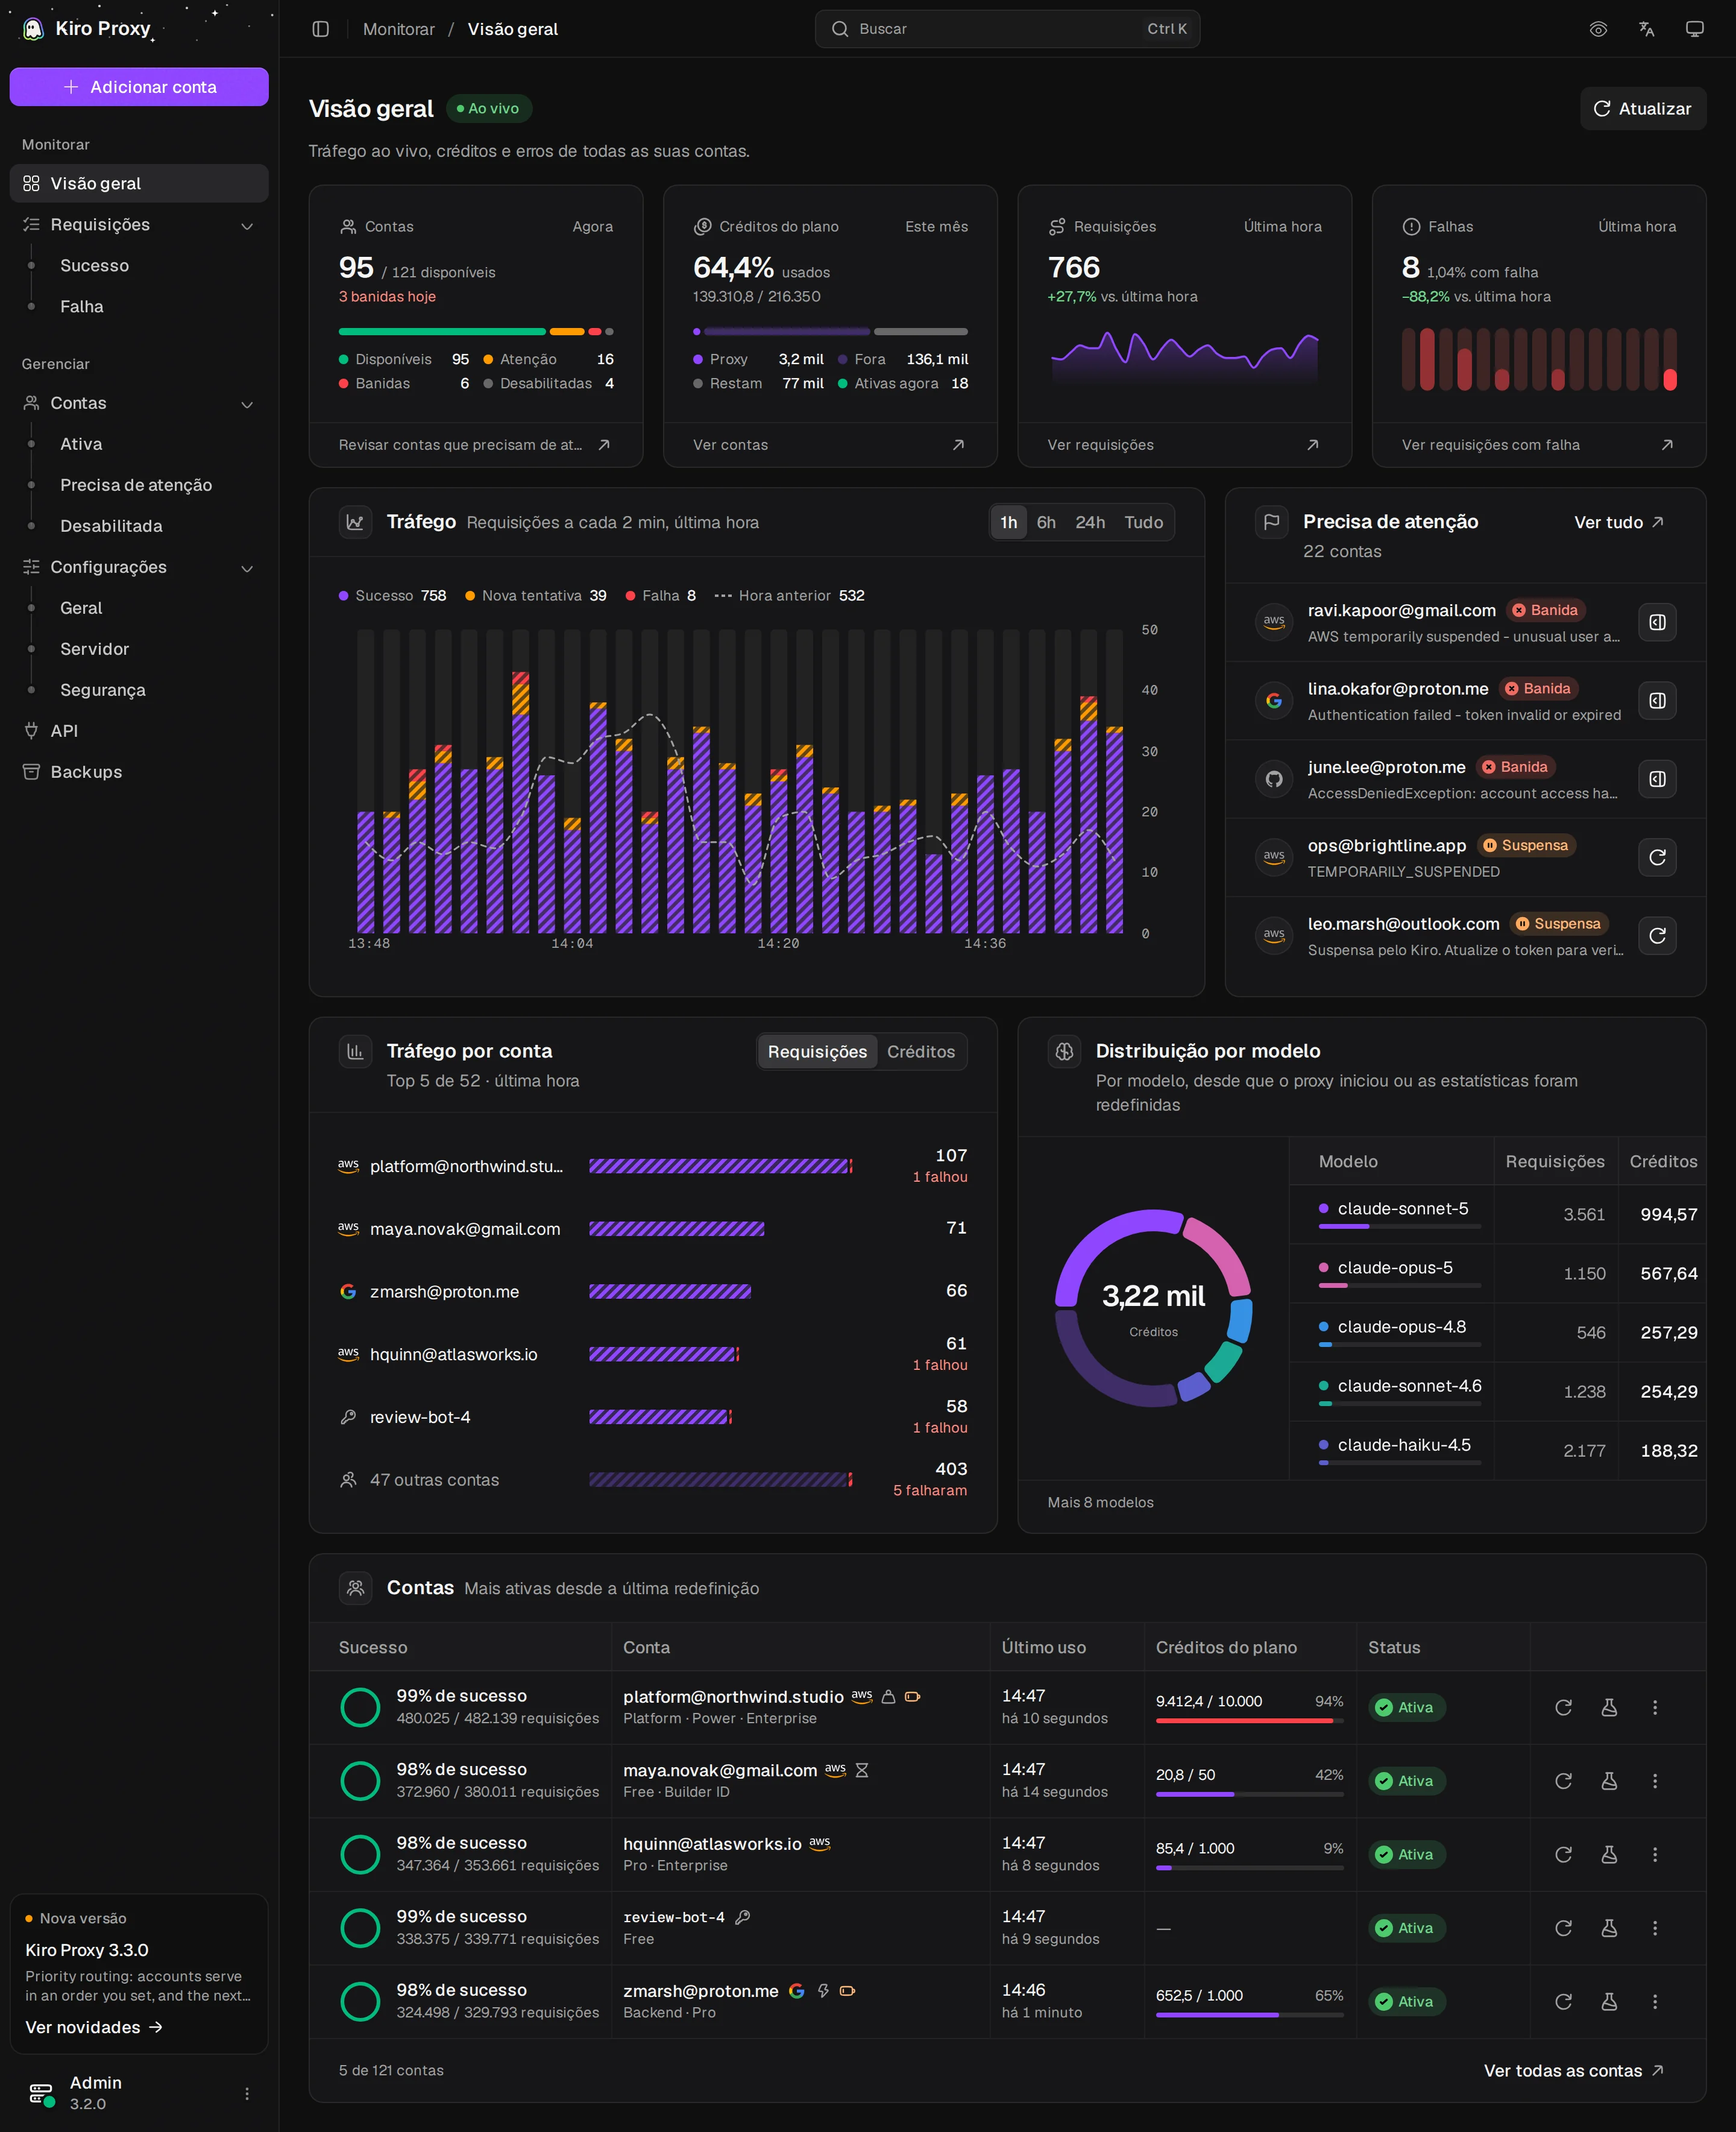 Kiro Proxy
Adicionar conta
Monitorar
Visão geral
Requisições
Sucesso
Falha
Gerenciar
Contas
Ativa
Precisa de atenção
Desabilitada
Configurações
Geral
Servidor
Segurança
API
Backups
Nova versão
Kiro Proxy 3.3.0
Priority routing: accounts serve
in an order you set, and the next...
Ver novidades
Admin
3.2.0
Monitorar / Visão geral
Buscar Ctrl K
Visão geral Ao vivo
Atualizar
Tráfego ao vivo, créditos e erros de todas as suas contas.
Contas Agora
95 / 121 disponíveis
3 banidas hoje
Disponíveis 95 Atenção 16
Banidas 6 Desabilitadas 4
Revisar contas que precisam de at...
Créditos do plano Este mês
64,4% usados
139.310,8 / 216.350
Proxy 3,2 mil Fora 136,1 mil
Restam 77 mil Ativas agora 18
Ver contas
Requisições Última hora
766
+27,7% vs. última hora
Ver requisições
Falhas Última hora
8 1,04% com falha
-88,2% vs. última hora
Ver requisições com falha
Tráfego Requisições a cada 2 min, última hora
1h 6h 24h Tudo
Sucesso 758 Nova tentativa 39 Falha 8 Hora anterior 532
50
40
30
20
10
0
13:48 14:04 14:20 14:36
Precisa de atenção Ver tudo
22 contas
aws ravi.kapoor@gmail.com Banida
AWS temporarily suspended - unusual user a...
lina.okafor@proton.me Banida
Authentication failed - token invalid or expired
june.lee@proton.me Banida
AccessDeniedException: account access ha...
aws ops@brightline.app Suspensa
TEMPORARILY_SUSPENDED
aws leo.marsh@outlook.com Suspensa
Suspensa pelo Kiro. Atualize o token para veri...
Tráfego por conta
Top 5 de 52 · última hora
Requisições Créditos
aws platform@northwind.stu... 107
1 falhou
aws maya.novak@gmail.com 71
zmarsh@proton.me 66
aws hquinn@atlasworks.io 61
1 falhou
review-bot-4 58
1 falhou
47 outras contas 403
5 falharam
Distribuição por modelo
Por modelo, desde que o proxy iniciou ou as estatísticas foram
redefinidas
3,22 mil
Créditos
Modelo Requisições Créditos
claude-sonnet-5 3.561 994,57
claude-opus-5 1.150 567,64
claude-opus-4.8 546 257,29
claude-sonnet-4.6 1.238 254,29
claude-haiku-4.5 2.177 188,32
Mais 8 modelos
Contas Mais ativas desde a última redefinição
Sucesso Conta Último uso Créditos do plano Status
99% de sucesso platform@northwind.studio aws 14:47 9.412,4 / 10.000 94% Ativa
480.025 / 482.139 requisições Platform · Power · Enterprise há 10 segundos
98% de sucesso maya.novak@gmail.com aws 14:47 20,8 / 50 42% Ativa
372.960 / 380.011 requisições Free · Builder ID há 14 segundos
98% de sucesso hquinn@atlasworks.io aws 14:47 85,4 / 1.000 9% Ativa
347.364 / 353.661 requisições Pro · Enterprise há 8 segundos
99% de sucesso review-bot-4 14:47 — Ativa
338.375 / 339.771 requisições Free há 9 segundos
98% de sucesso zmarsh@proton.me 14:46 652,5 / 1.000 65% Ativa
324.498 / 329.793 requisições Backend · Pro há 1 minuto
5 de 121 contas Ver todas as contas